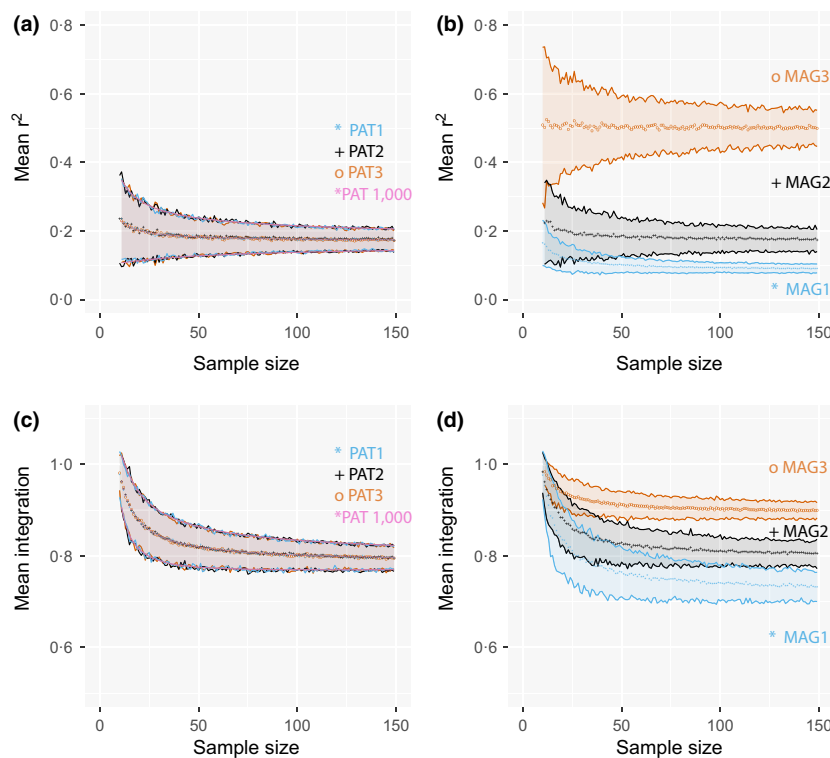 (a)
0·8
0·6
0·4
0·2
0·0
Mean r²
* PAT1
+ PAT2
o PAT3
*PAT 1,000
0
50
100
150
Sample size
(b)
0·8
0·6
0·4
0·2
0·0
Mean r²
o MAG3
+ MAG2
* MAG1
0
50
100
150
Sample size
(c)
1·0
0·8
0·6
Mean integration
* PAT1
+ PAT2
o PAT3
*PAT 1,000
0
50
100
150
Sample size
(d)
1·0
0·8
0·6
Mean integration
o MAG3
+ MAG2
* MAG1
0
50
100
150
Sample size